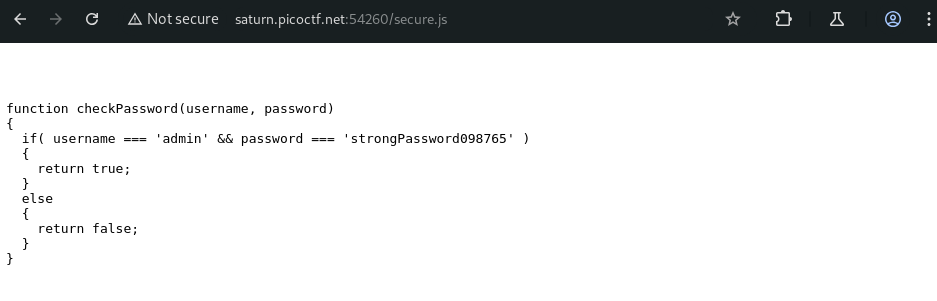 Not secure saturn.picoctf.net:54260/secure.js
function checkPassword(username, password)
{
  if( username === 'admin' && password === 'strongPassword098765' )
  {
    return true;
  }
  else
  {
    return false;
  }
}